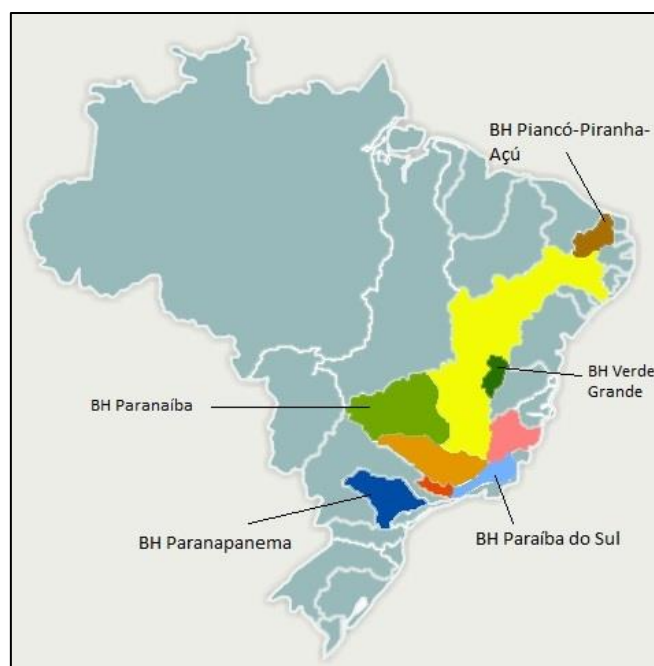 BH Piancó-Piranha-
Açú
BH Verde
Grande
BH Paranaíba
BH Paranapanema
BH Paraíba do Sul